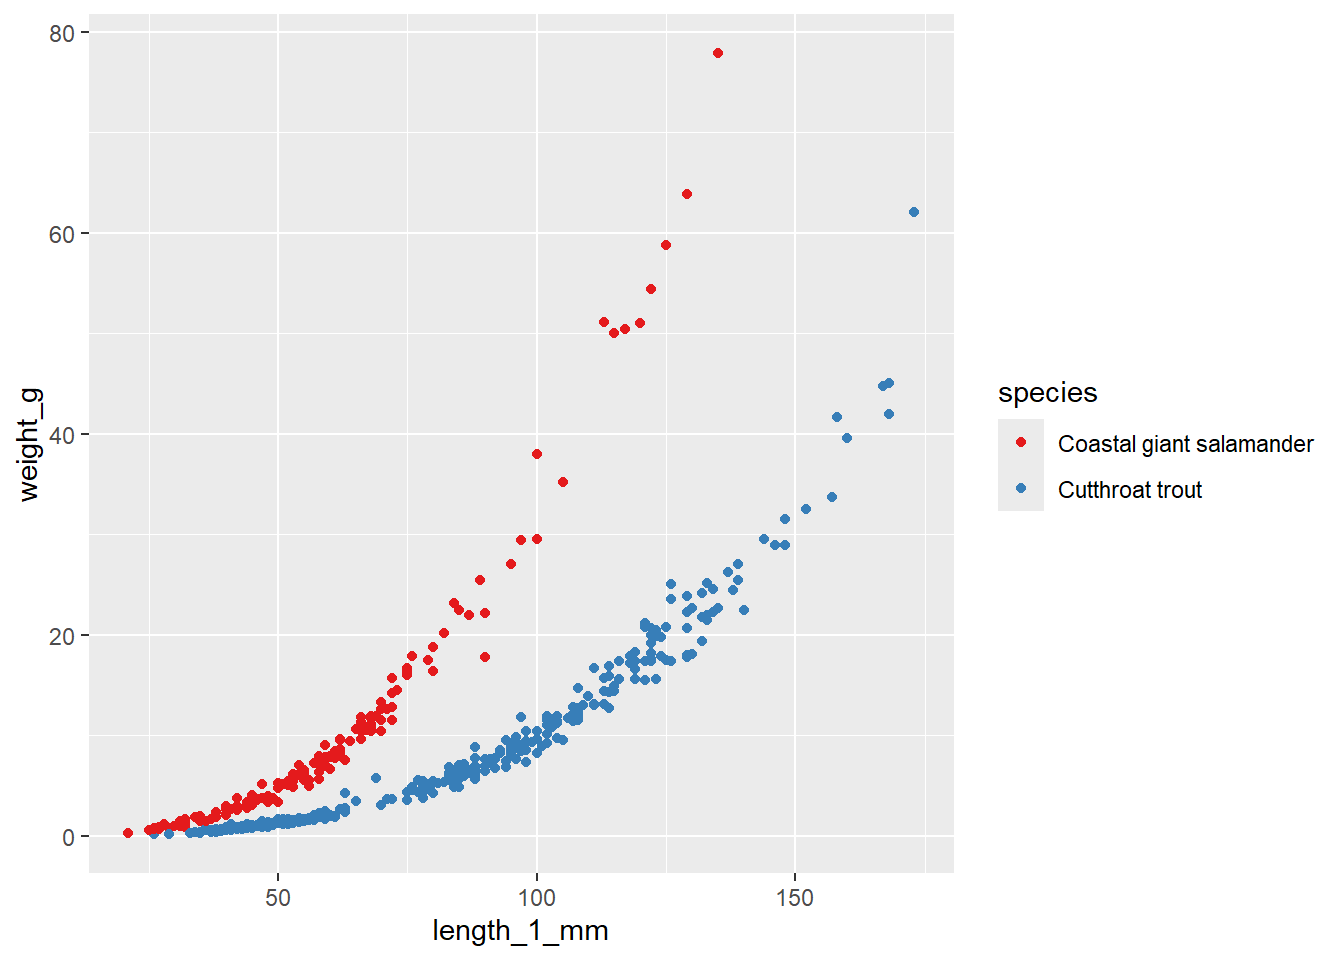 80
60
40
20
0
weight_g
50 100 150
length_1_mm
species
Coastal giant salamander
Cutthroat trout